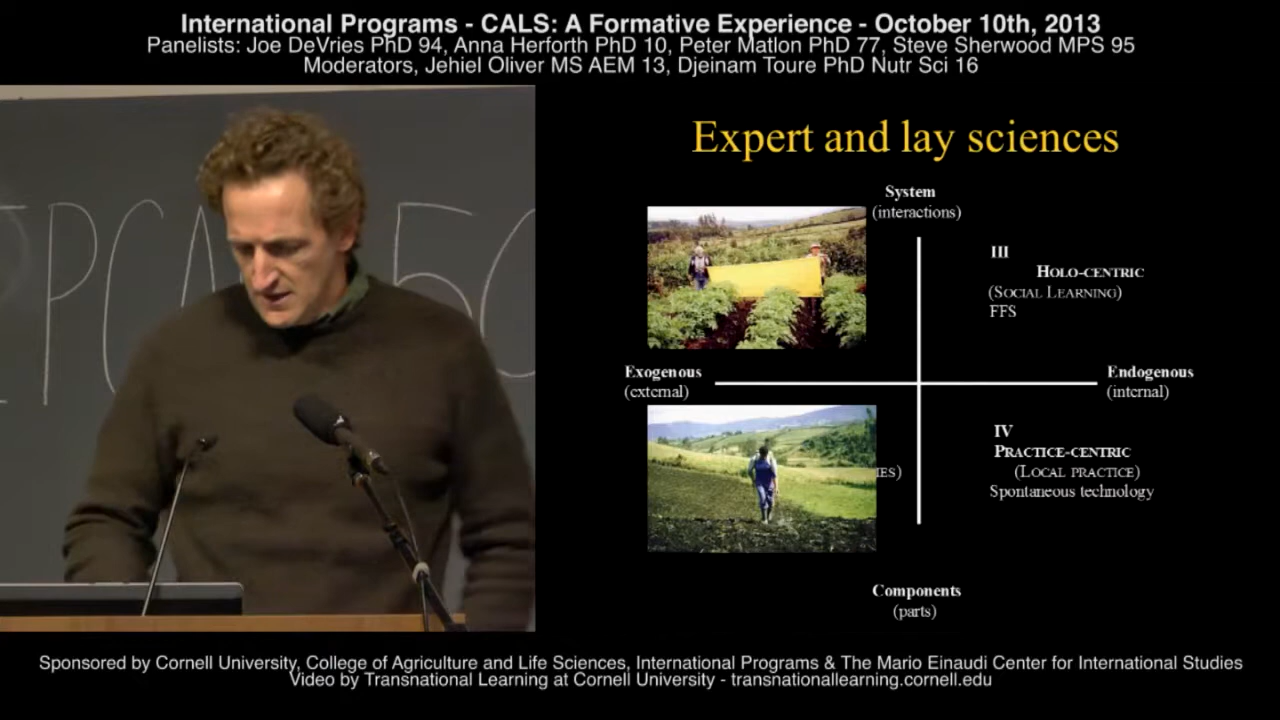 International Programs - CALS: A Formative Experience - October 10th, 2013
Panelists: Joe DeVries PhD 94, Anna Herforth PhD 10, Peter Matlon PhD 77, Steve Sherwood MPS 95
Moderators, Jehiel Oliver MS AEM 13, Djeinam Toure PhD Nutr Sci 16
PCA 50
Expert and lay sciences
System
(interactions)
III
HOLO-CENTRIC
(SOCIAL LEARNING)
FFS
Exogenous
(external)
Endogenous
(internal)
IV
PRACTICE-CENTRIC
IES)
(LOCAL PRACTICE)
Spontaneous technology
Components
(parts)
Sponsored by Cornell University, College of Agriculture and Life Sciences, International Programs & The Mario Einaudi Center for International Studies
Video by Transnational Learning at Cornell University - transnationallearning.cornell.edu